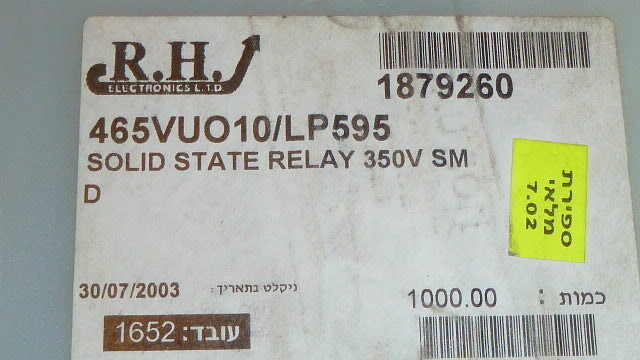 R.H.
ELECTRONICS L.T.D.
1879260
465VUO10/LP595
SOLID STATE RELAY 350V SM
D
ספירת
מלאי
7.02
ניקלט בתאריך: 30/07/2003
כמות : 1000.00
עובד: 1652